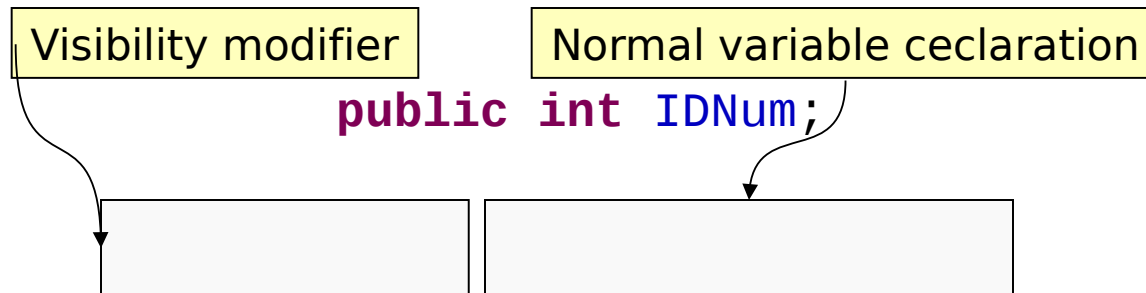 Visibility modifier
Normal variable ceclaration
public int IDNum;